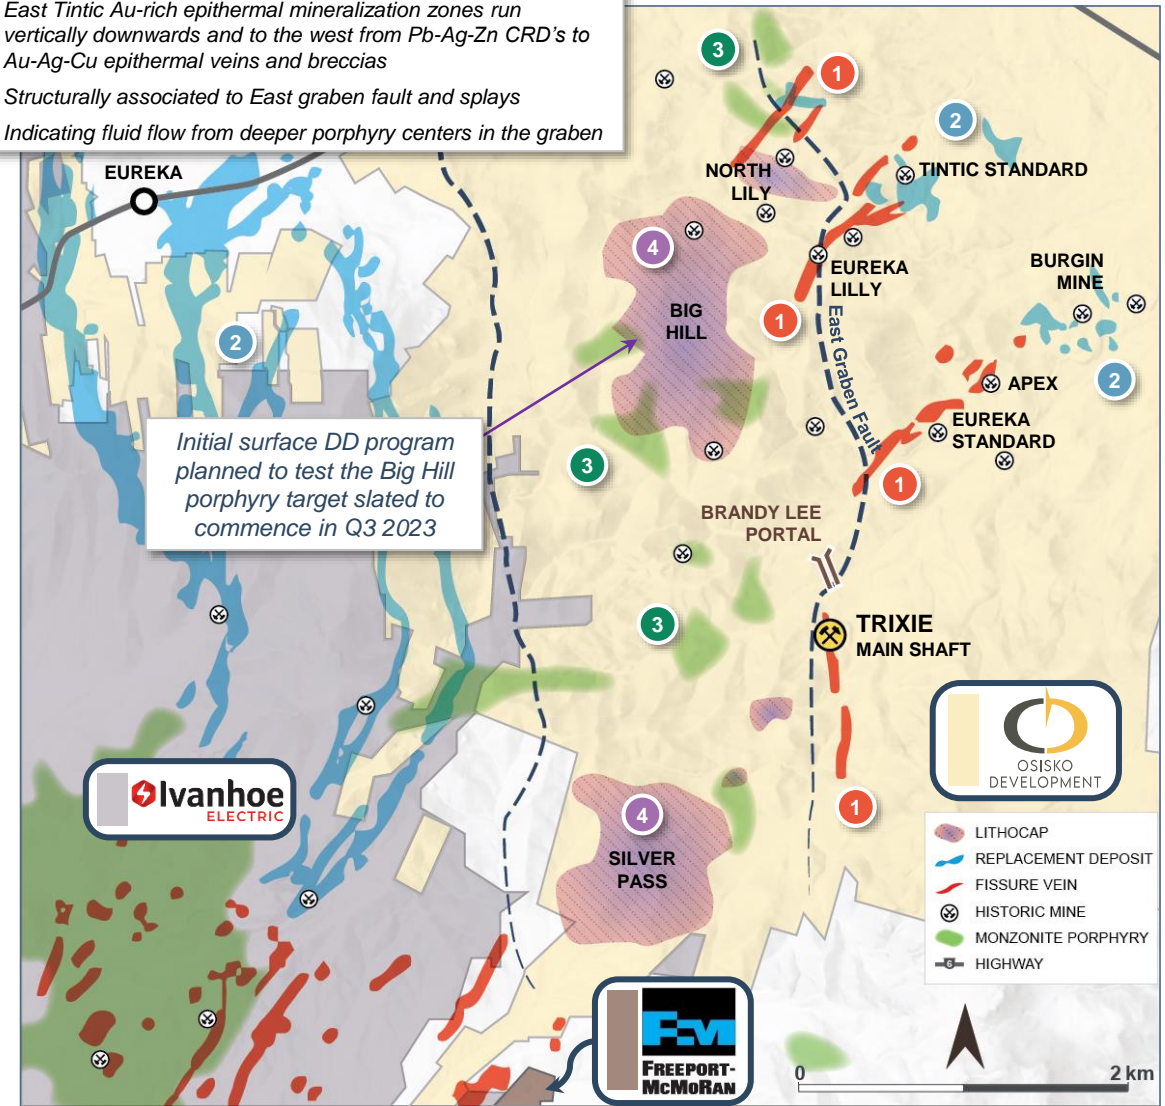 East Tintic Au-rich epithermal mineralization zones run
vertically downwards and to the west from Pb-Ag-Zn CRD's to
Au-Ag-Cu epithermal veins and breccias
Structurally associated to East graben fault and splays
Indicating fluid flow from deeper porphyry centers in the graben
3
1
2
EUREKA
NORTH
LILY
TINTIC STANDARD
4
EUREKA
LILLY
BURGIN
MINE
BIG
HILL
1
2
East Graben Fault
APEX
2
EUREKA
STANDARD
Initial surface DD program
planned to test the Big Hill
porphyry target slated to
commence in Q3 2023
3
1
BRANDY LEE
PORTAL
3
TRIXIE
MAIN SHAFT
OSISKO
DEVELOPMENT
Ivanhoe
ELECTRIC
4
1
SILVER
PASS
LITHOCAP
REPLACEMENT DEPOSIT
FISSURE VEIN
HISTORIC MINE
MONZONITE PORPHYRY
6
HIGHWAY
FM
FREEPORT-
McMoRAN
0
2 km